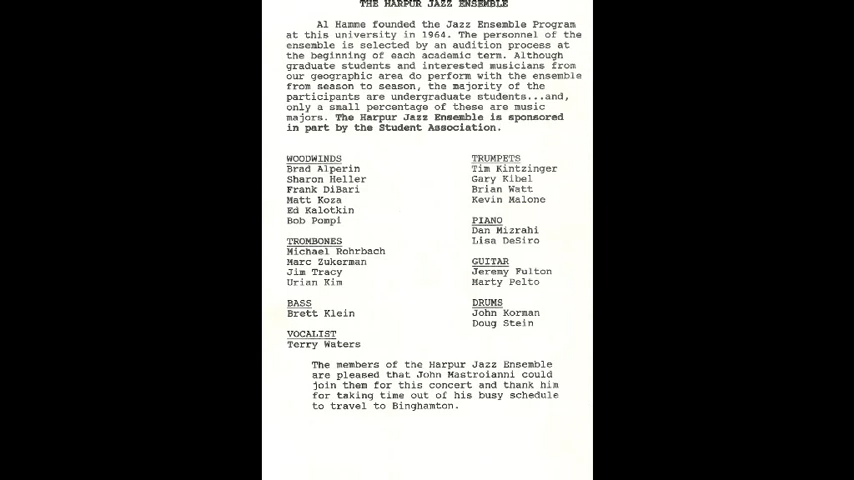 THE HARPUR JAZZ ENSEMBLE
Al Hamme founded the Jazz Ensemble Program
at this university in 1964. The personnel of the
ensemble is selected by an audition process at
the beginning of each academic term. Although
graduate students and interested musicians from
our geographic area do perform with the ensemble
from season to season, the majority of the
participants are undergraduate students...and,
only a small percentage of these are music
majors. The Harpur Jazz Ensemble is sponsored
in part by the Student Association.
WOODWINDS
Brad Alperin
Sharon Heller
Frank DiBari
Matt Koza
Ed Kalotkin
Bob Pompi
TROMBONES
Michael Rohrbach
Marc Zukerman
Jim Tracy
Urian Kim
BASS
Brett Klein
VOCALIST
Terry Waters
TRUMPETS
Tim Kintzinger
Gary Kibel
Brian Watt
Kevin Malone
PIANO
Dan Mizrahi
Lisa DeSiro
GUITAR
Jeremy Fulton
Marty Pelto
DRUMS
John Korman
Doug Stein
The members of the Harpur Jazz Ensemble
are pleased that John Mastroianni could
join them for this concert and thank him
for taking time out of his busy schedule
to travel to Binghamton.